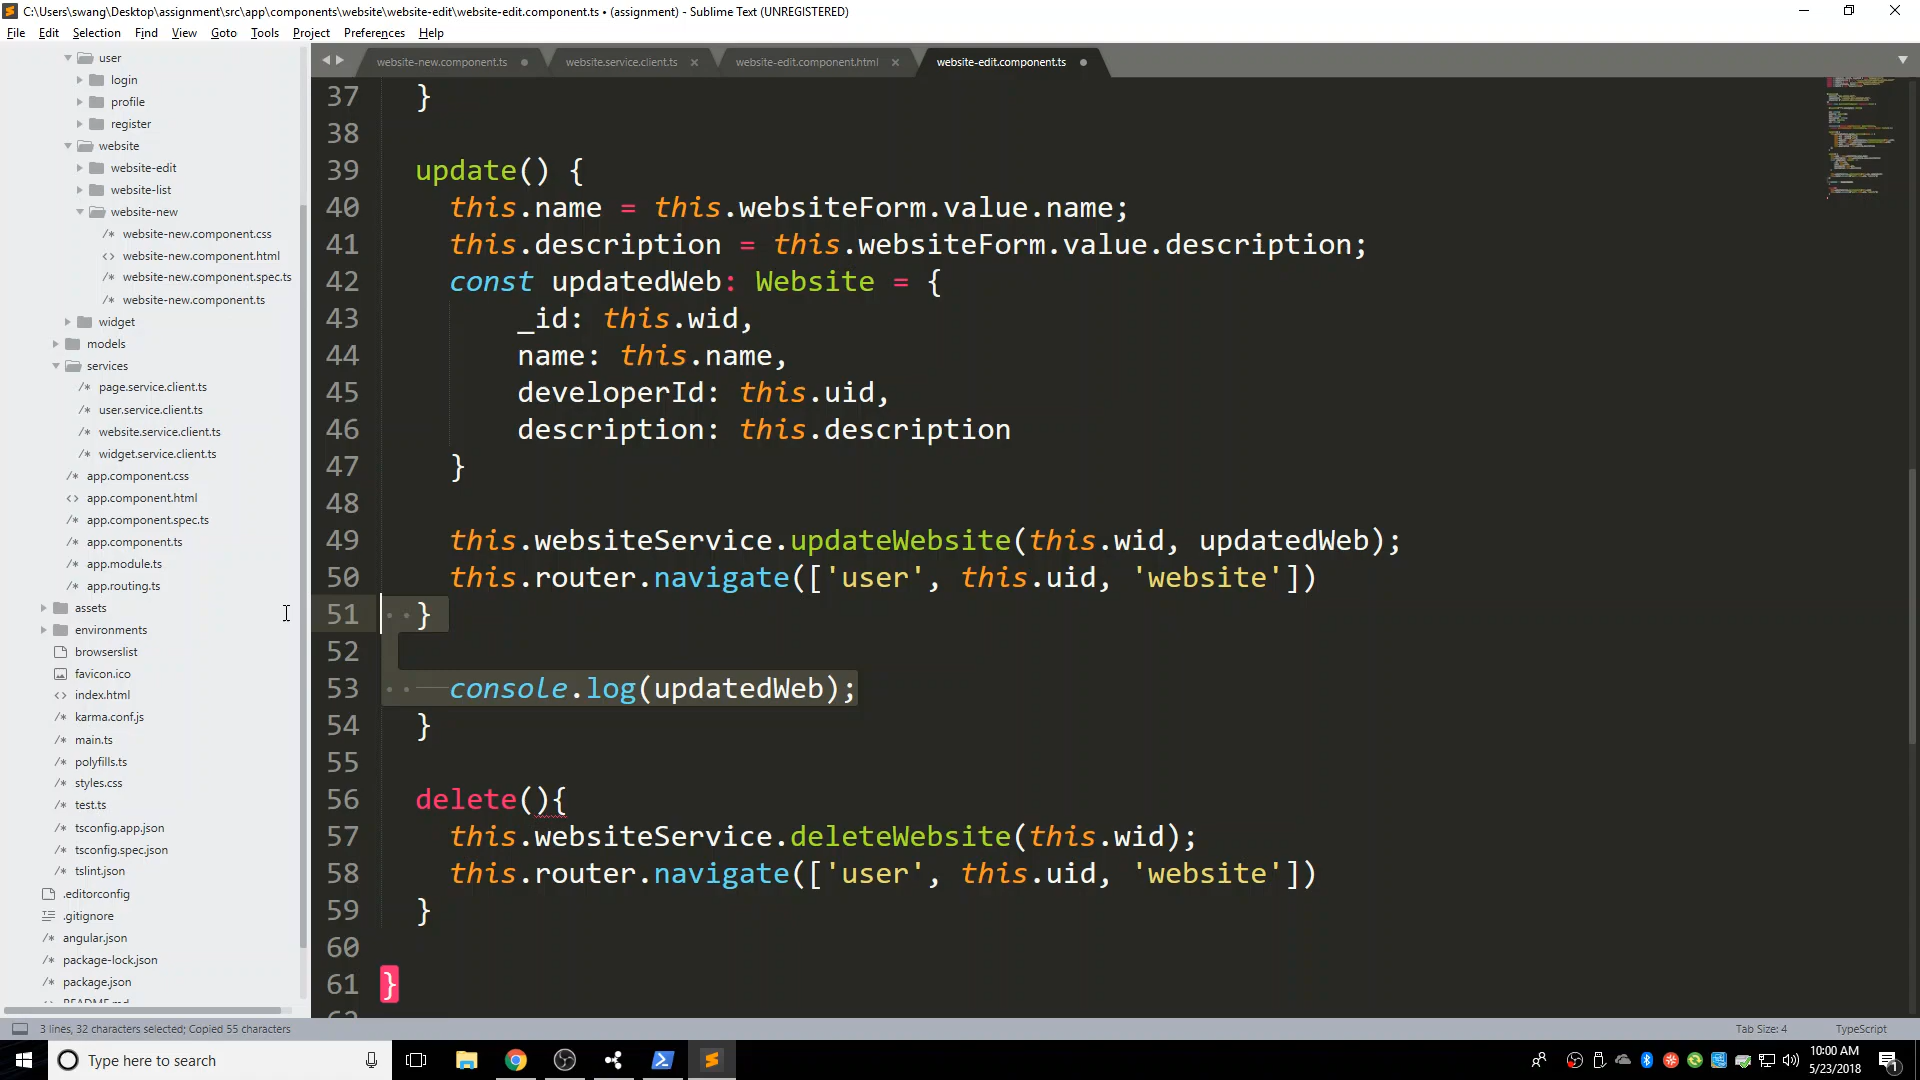 C:\Users\swang\Desktop\assignment\src\app\components\website\website-edit\website-edit.component.ts • (assignment) - Sublime Text (UNREGISTERED)
File Edit Selection Find View Goto Tools Project Preferences Help
user
login
profile
register
website
website-edit
website-list
website-new
/* website-new.component.css
<> website-new.component.html
/* website-new.component.spec.ts
/* website-new.component.ts
widget
models
services
/* page.service.client.ts
/* user.service.client.ts
/* website.service.client.ts
/* widget.service.client.ts
/* app.component.css
<> app.component.html
/* app.component.spec.ts
/* app.component.ts
/* app.module.ts
/* app.routing.ts
assets
environments
browserslist
favicon.ico
<> index.html
/* karma.conf.js
/* main.ts
/* polyfills.ts
/* styles.css
/* test.ts
/* tsconfig.app.json
/* tsconfig.spec.json
/* tslint.json
.editorconfig
.gitignore
/* angular.json
/* package-lock.json
/* package.json
README.md
website-new.component.ts website.service.client.ts website-edit.component.html website-edit.component.ts
37 }
38
39 update() {
40 this.name = this.websiteForm.value.name;
41 this.description = this.websiteForm.value.description;
42 const updatedWeb: Website = {
43 _id: this.wid,
44 name: this.name,
45 developerId: this.uid,
46 description: this.description
47 }
48
49 this.websiteService.updateWebsite(this.wid, updatedWeb);
50 this.router.navigate(['user', this.uid, 'website'])
51 }
52
53 console.log(updatedWeb);
54 }
55
56 delete(){
57 this.websiteService.deleteWebsite(this.wid);
58 this.router.navigate(['user', this.uid, 'website'])
59 }
60
61 }
62
3 lines, 32 characters selected; Copied 55 characters Tab Size: 4 TypeScript
Type here to search
10:00 AM
5/23/2018
1